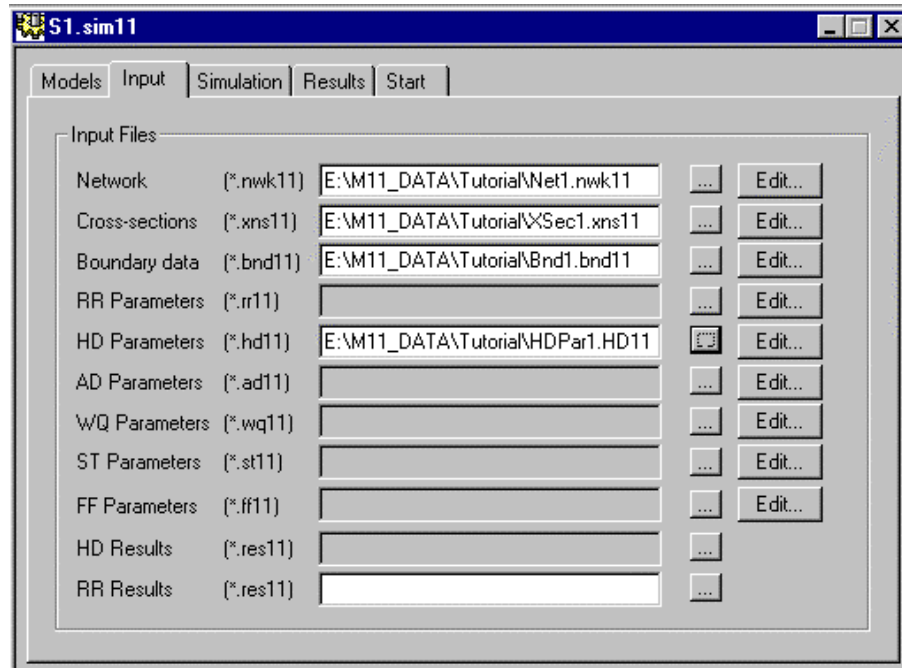 S1.sim11
Models Input Simulation Results Start
Input Files
Network (*.nwk11) E:\M11_DATA\Tutorial\Net1.nwk11 ... Edit...
Cross-sections (*.xns11) E:\M11_DATA\Tutorial\XSec1.xns11 ... Edit...
Boundary data (*.bnd11) E:\M11_DATA\Tutorial\Bnd1.bnd11 ... Edit...
RR Parameters (*.rr11) ... Edit...
HD Parameters (*.hd11) E:\M11_DATA\Tutorial\HDPar1.HD11 ... Edit...
AD Parameters (*.ad11) ... Edit...
WQ Parameters (*.wq11) ... Edit...
ST Parameters (*.st11) ... Edit...
FF Parameters (*.ff11) ... Edit...
HD Results (*.res11) ...
RR Results (*.res11) ...